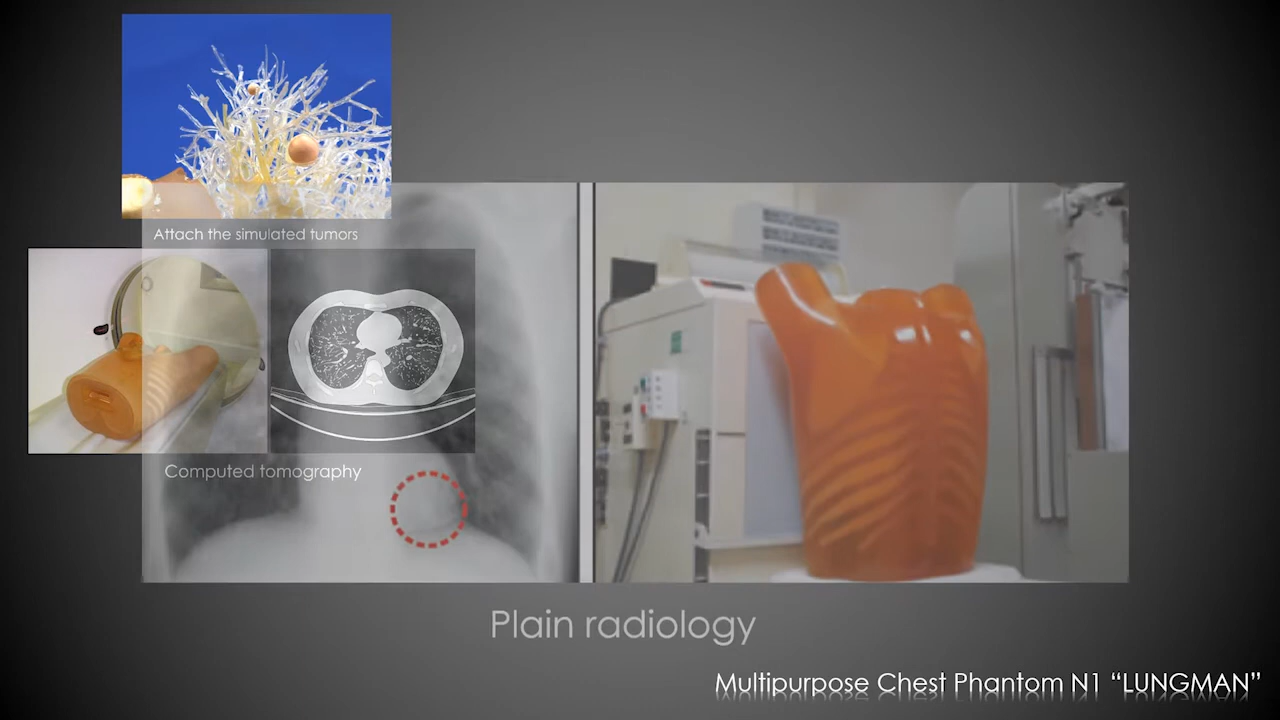 Attach the simulated tumors
Computed tomography
Plain radiology
Multipurpose Chest Phantom N1 “LUNGMAN”